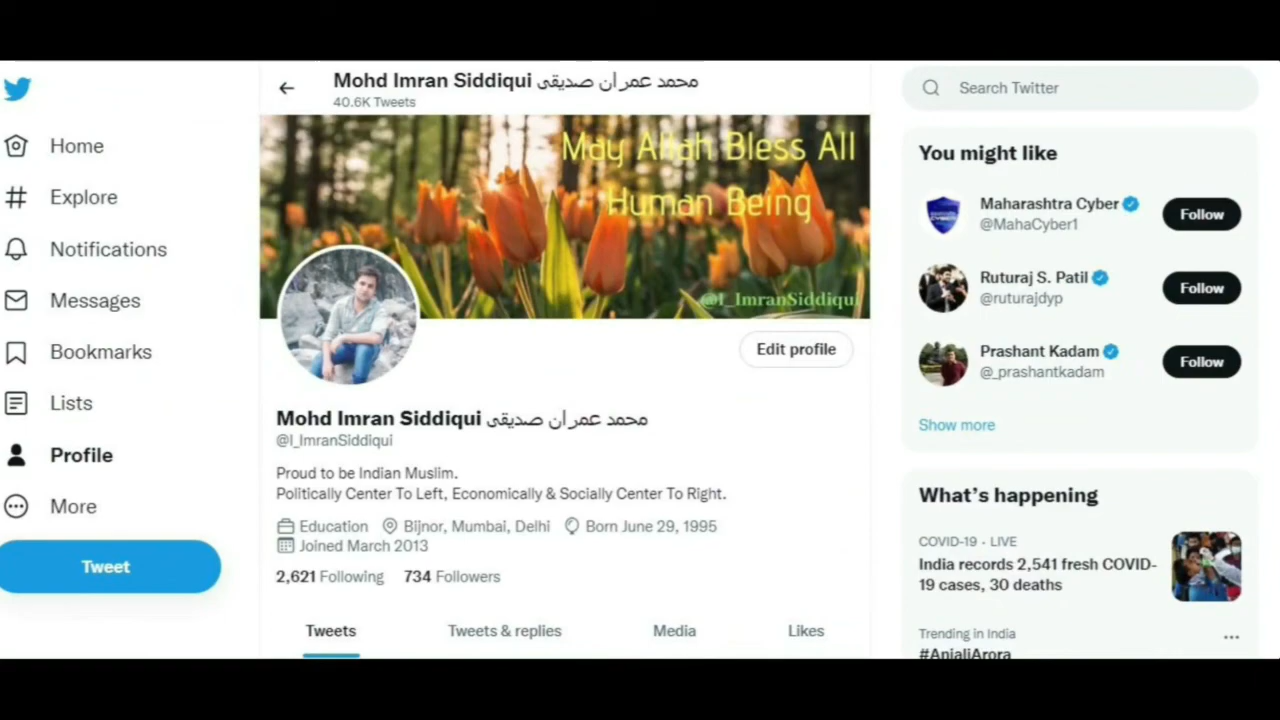 Home
Explore
Notifications
Messages
Bookmarks
Lists
Profile
More
Tweet
Mohd Imran Siddiqui محمد عمران صدیقی
40.6K Tweets
May Allah Bless All
Human Being
@I_ImranSiddiqui
Edit profile
Mohd Imran Siddiqui محمد عمران صدیقی
@I_ImranSiddiqui
Proud to be Indian Muslim.
Politically Center To Left, Economically & Socially Center To Right.
Education Bijnor, Mumbai, Delhi Born June 29, 1995
Joined March 2013
2,621 Following 734 Followers
Tweets Tweets & replies Media Likes
Search Twitter
You might like
Maharashtra Cyber
@MahaCyber1
Follow
Ruturaj S. Patil
@ruturajdyp
Follow
Prashant Kadam
@_prashantkadam
Follow
Show more
What's happening
COVID-19 - LIVE
India records 2,541 fresh COVID-
19 cases, 30 deaths
Trending in India
#AnjaliArora